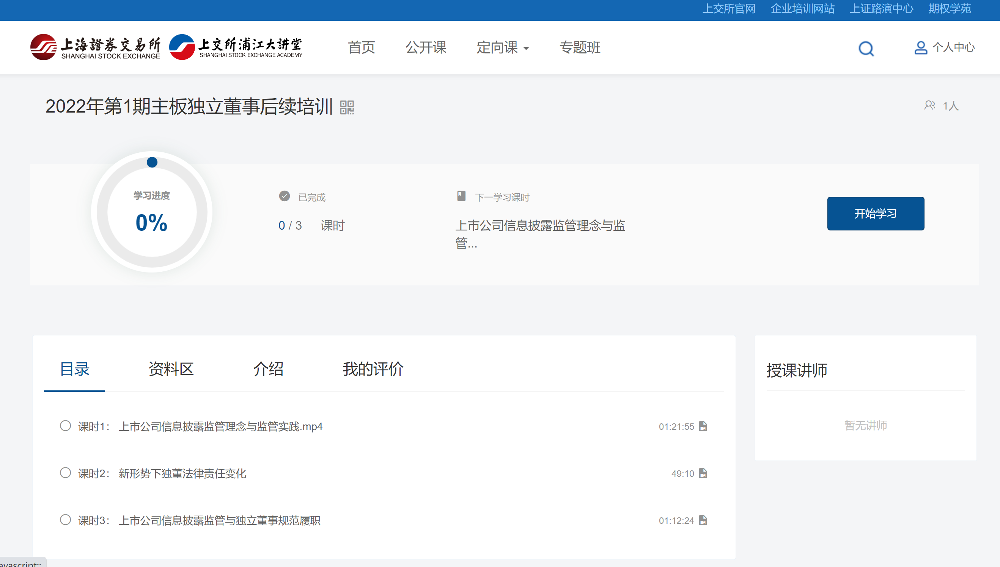 上交所官网 企业培训网站 上证路演中心 期权学苑
上海證券交易所 上交所浦江大讲堂 首页 公开课 定向课 专题班 个人中心
SHANGHAI STOCK EXCHANGE SHANGHAI STOCK EXCHANGE ACADEMY
2022年第1期主板独立董事后续培训 1人
学习进度 已完成 下一学习课时
0% 0 / 3 课时 上市公司信息披露监管理念与监
管... 开始学习
目录 资料区 介绍 我的评价
课时1： 上市公司信息披露监管理念与监管实践.mp4 01:21:55
课时2： 新形势下独董法律责任变化 49:10
课时3： 上市公司信息披露监管与独立董事规范履职 01:12:24
授课讲师
暂无讲师
avascript:;